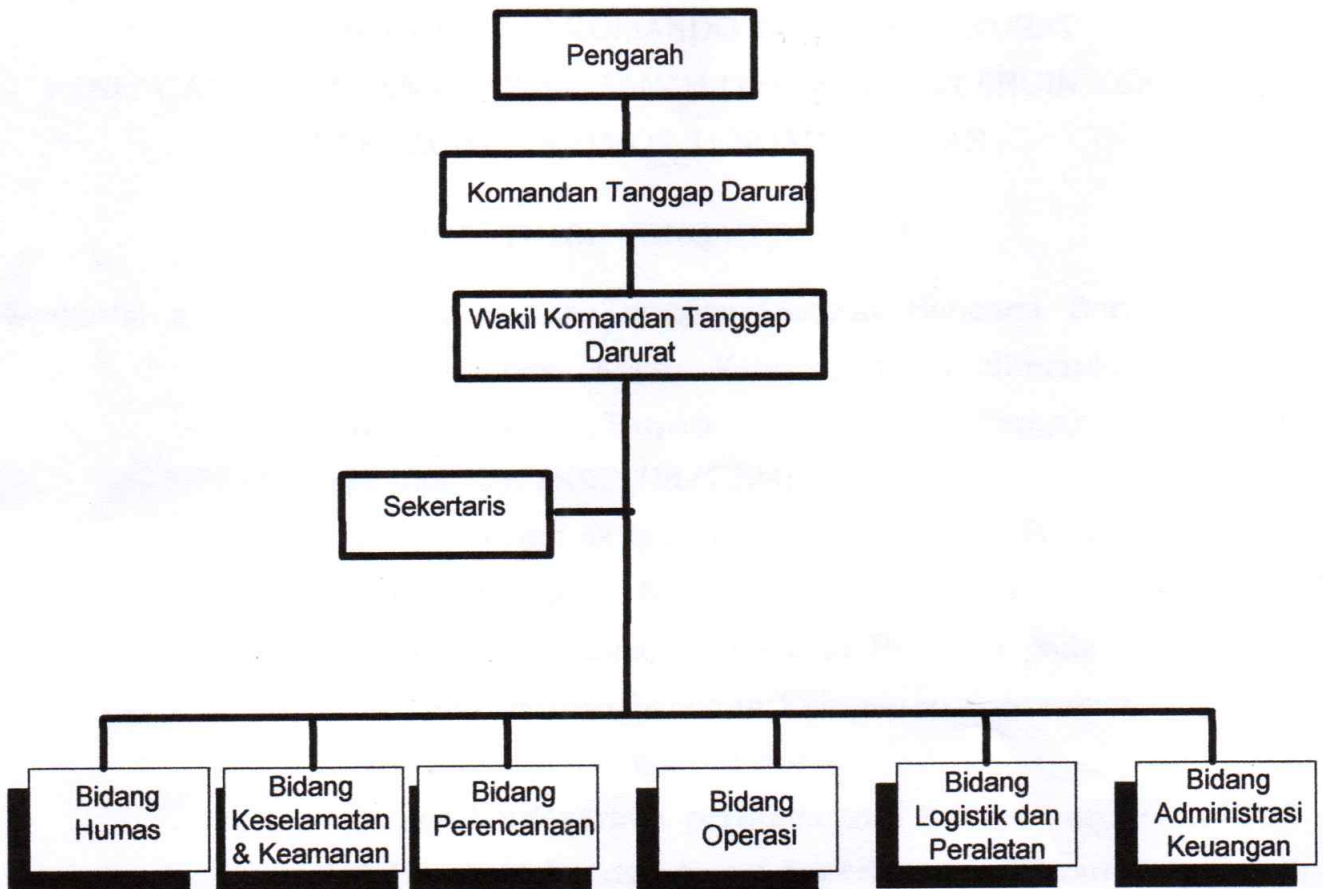 Pengarah
Komandan Tanggap Darurat
Wakil Komandan Tanggap
Darurat
Sekertaris
Bidang
Humas
Bidang
Keselamatan
& Keamanan
Bidang
Perencanaan
Bidang
Operasi
Bidang
Logistik dan
Peralatan
Bidang
Administrasi
Keuangan